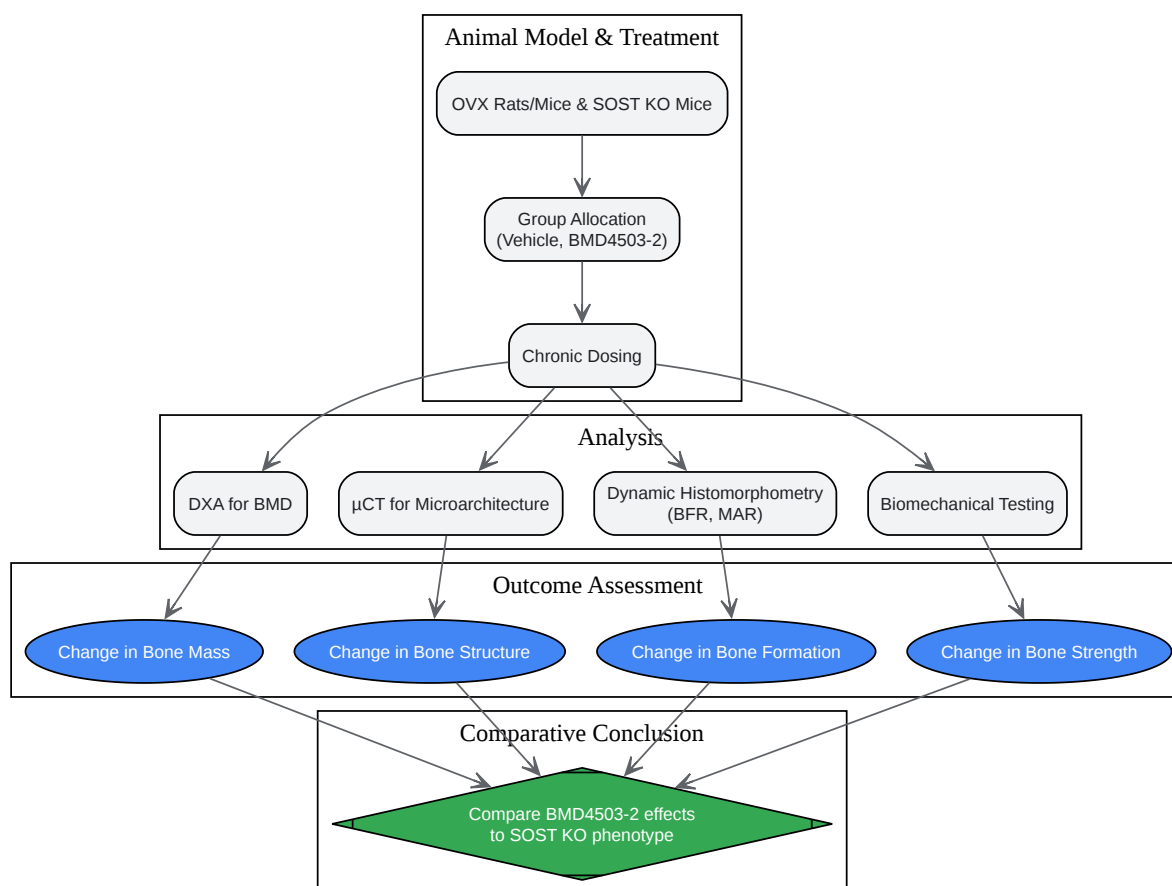 Animal Model & Treatment
OVX Rats/Mice & SOST KO Mice
Group Allocation
(Vehicle, BMD4503-2)
Chronic Dosing
Analysis
DXA for BMD
µCT for Microarchitecture
Dynamic Histomorphometry
(BFR, MAR)
Biomechanical Testing
Outcome Assessment
Change in Bone Mass
Change in Bone Structure
Change in Bone Formation
Change in Bone Strength
Comparative Conclusion
Compare BMD4503-2 effects
to SOST KO phenotype